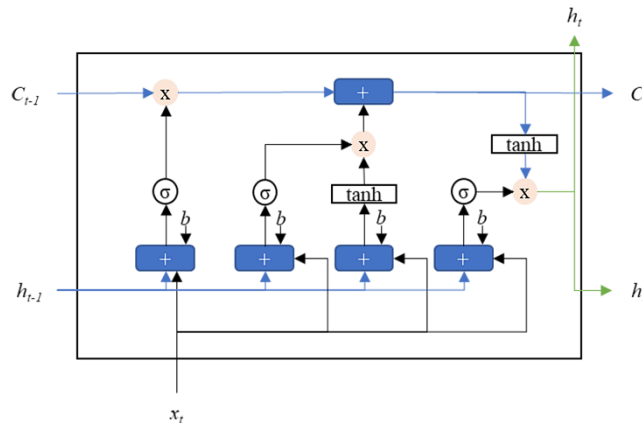 h_t
C_{t-1} x + C
tanh
x
σ σ tanh σ x
b b b b
+ + + +
h_{t-1} h
x_t